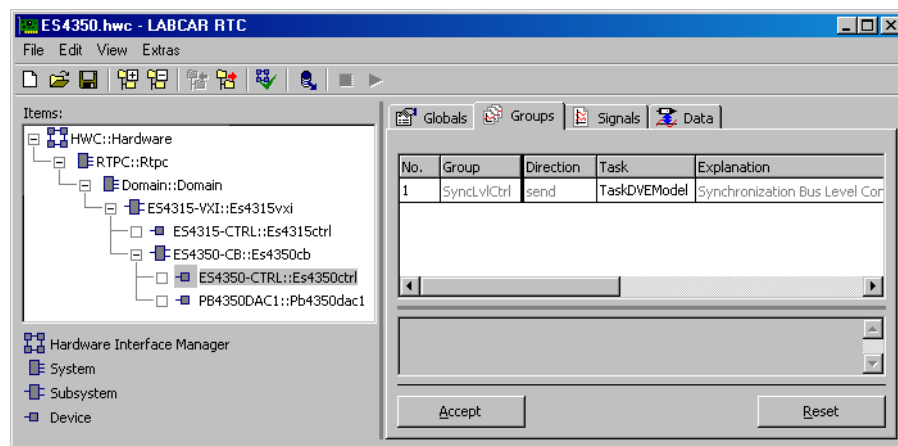 ES4350.hwc - LABCAR RTC
File Edit View Extras
Items:
HWC::Hardware
RTPC::Rtpc
Domain::Domain
ES4315-VXI::Es4315vxi
ES4315-CTRL::Es4315ctrl
ES4350-CB::Es4350cb
ES4350-CTRL::Es4350ctrl
PB4350DAC1::Pb4350dac1
Hardware Interface Manager
System
Subsystem
Device
Globals Groups Signals Data
No. Group Direction Task Explanation
1 SyncLvlCtrl send TaskDVEModel Synchronization Bus Level Con
Accept Reset